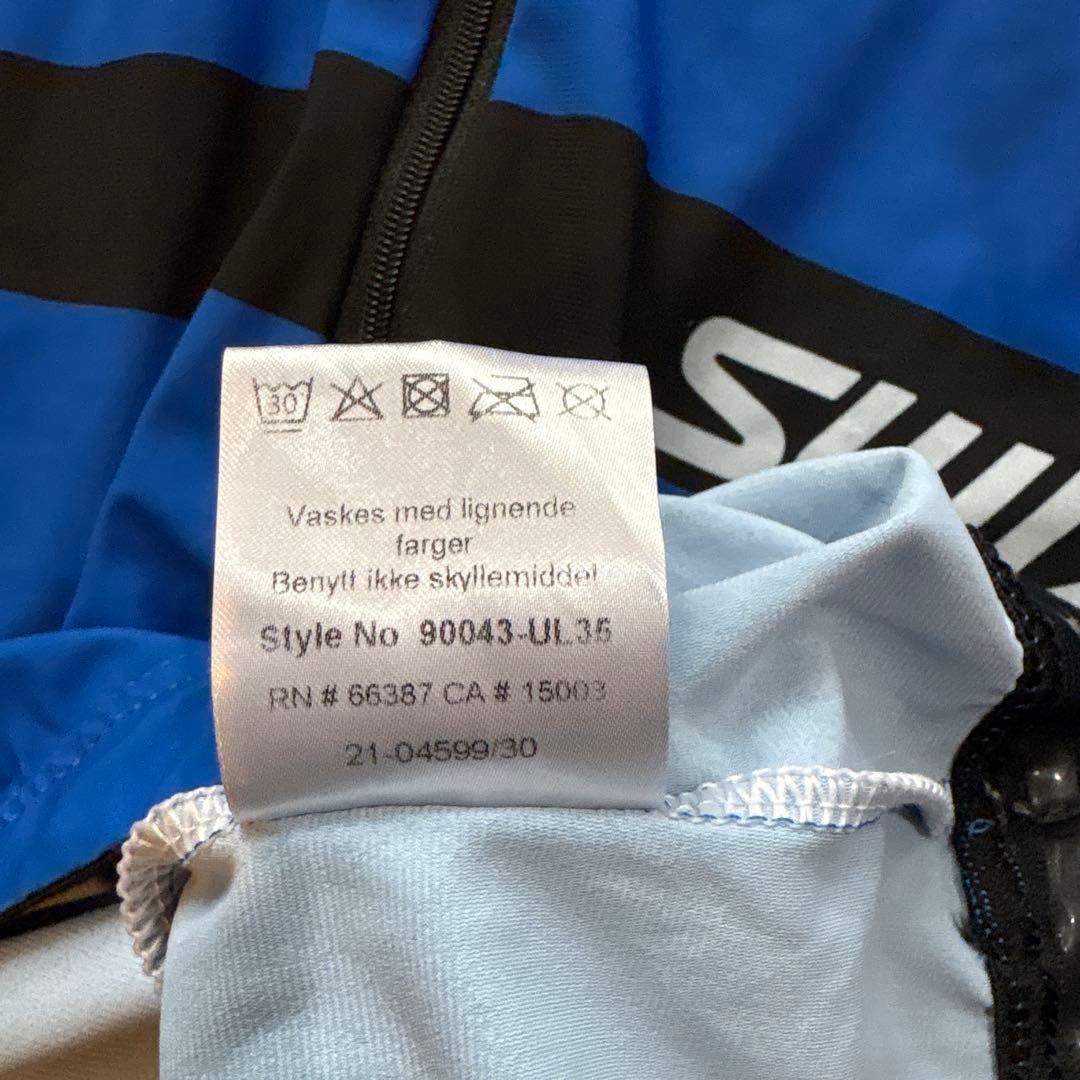 30
Vaskes med lignende
farger
Benytt ikke skyllemiddel
Style No 90043-UL35
RN # 66387 CA # 15003
21-04599/30